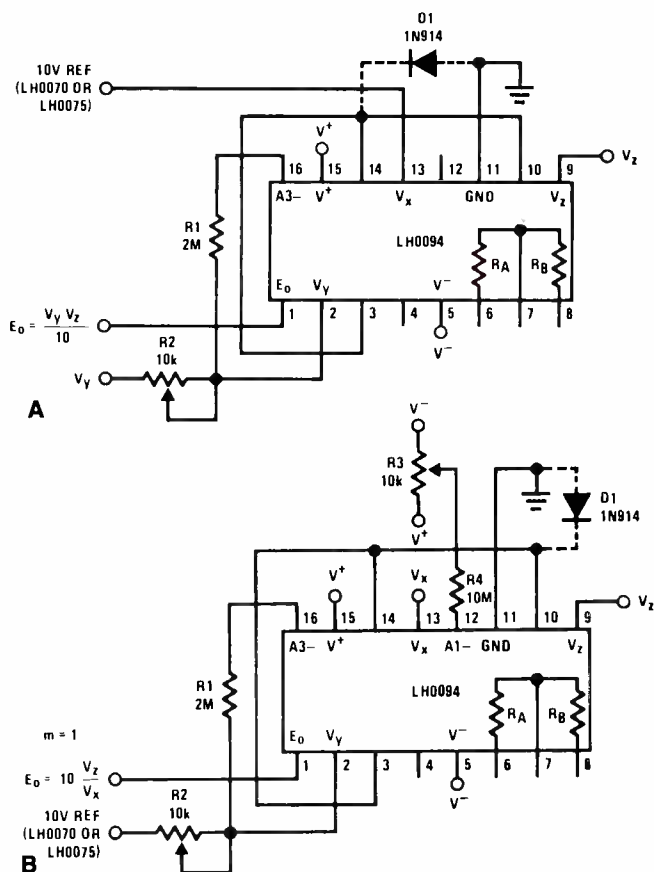 D1
1N914
10V REF
(LH0070 OR
LH0075)
V+
16 15 14 13 12 11 10 9
Vz
A3– V+ Vx GND Vz
R1
2M
LH0094
RA RB
Eo Vy V–
1 2 3 4 5 6 7 8
Eo = Vy Vz / 10
R2
10k
V–
Vy
A
V–
R3
10k
V+
D1
1N914
V+
Vx
R4
10M
16 15 14 13 12 11 10 9
Vz
A3– V+ Vx A1– GND Vz
R1
2M
LH0094
RA RB
m = 1
Eo Vy V–
1 2 3 4 5 6 7 8
Eo = 10 Vz / Vx
R2
10k
V–
10V REF
(LH0070 OR
LH0075)
B